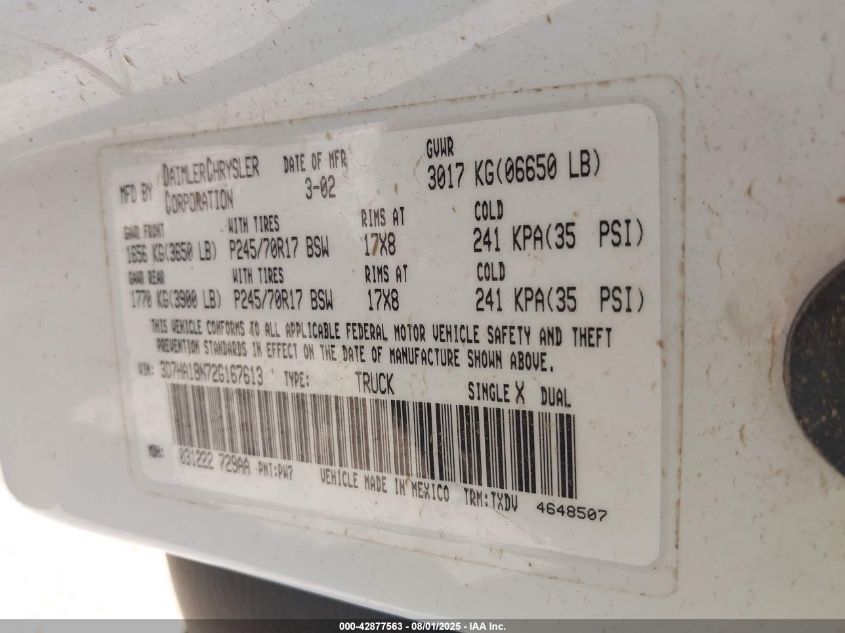 MFD BY DAIMLERCHRYSLER CORPORATION DATE OF MFR 3-02 GVWR 3017 KG(06650 LB)
GAWR FRONT WITH TIRES RIMS AT COLD
1656 KG(3650 LB) P245/70R17 BSW 17X8 241 KPA(35 PSI)
GAWR REAR WITH TIRES RIMS AT COLD
1770 KG(3900 LB) P245/70R17 BSW 17X8 241 KPA(35 PSI)
THIS VEHICLE CONFORMS TO ALL APPLICABLE FEDERAL MOTOR VEHICLE SAFETY AND THEFT
PREVENTION STANDARDS IN EFFECT ON THE DATE OF MANUFACTURE SHOWN ABOVE.
VIN: 3D7HA18N72G167613 TYPE: TRUCK SINGLE X DUAL
MDH: 031222 729AA PNT:PW7 VEHICLE MADE IN MEXICO TRM:TXDV 4648507
000-42877563 - 08/01/2025 - IAA Inc.